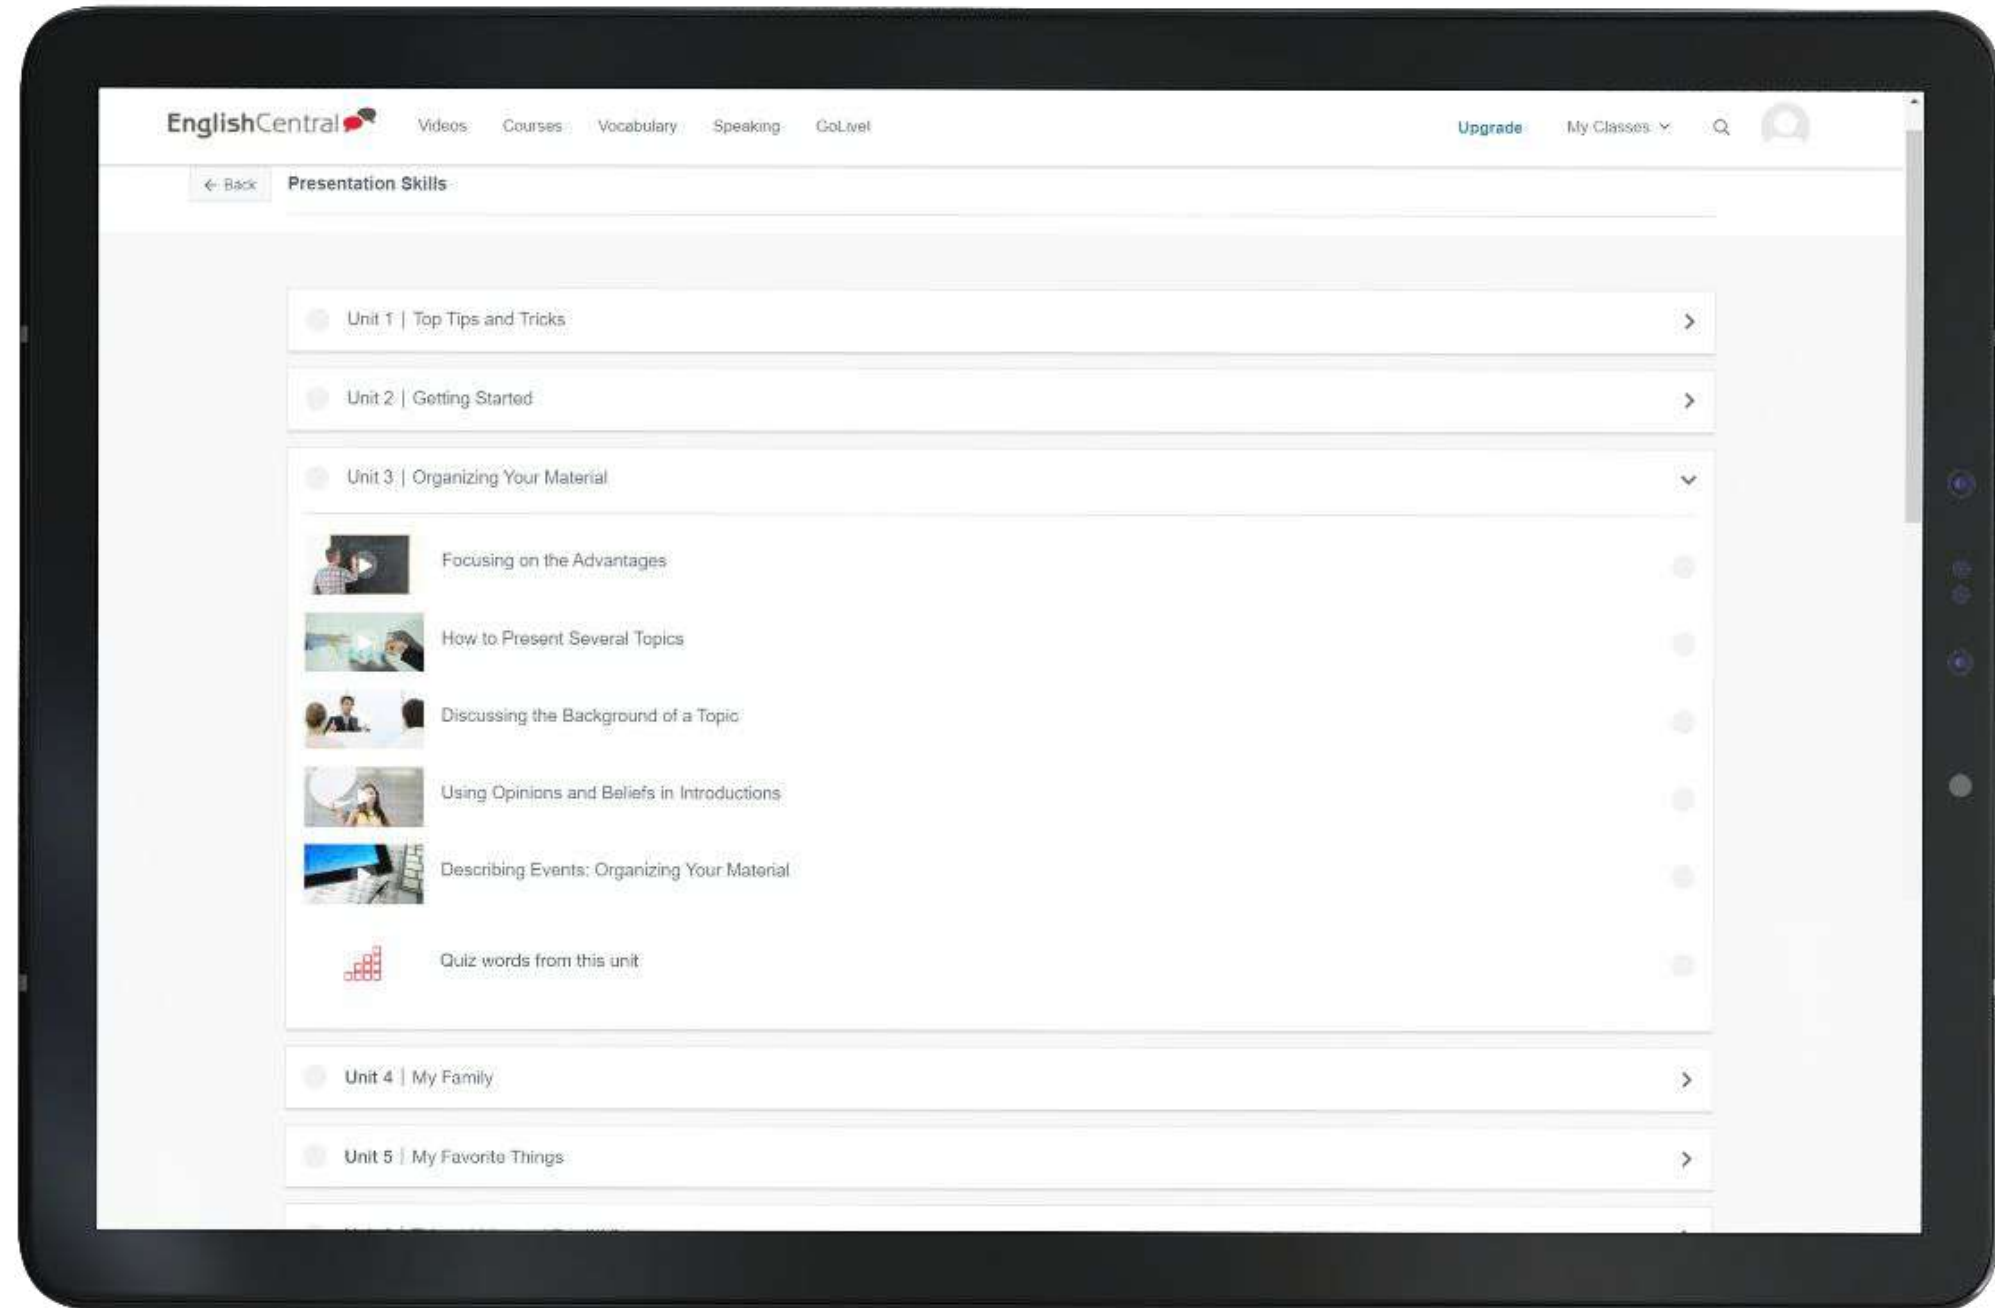 EnglishCentral Videos Courses Vocabulary Speaking GoLive! Upgrade My Classes
← Back Presentation Skills
Unit 1 | Top Tips and Tricks
Unit 2 | Getting Started
Unit 3 | Organizing Your Material
Focusing on the Advantages
How to Present Several Topics
Discussing the Background of a Topic
Using Opinions and Beliefs in Introductions
Describing Events: Organizing Your Material
Quiz words from this unit
Unit 4 | My Family
Unit 5 | My Favorite Things